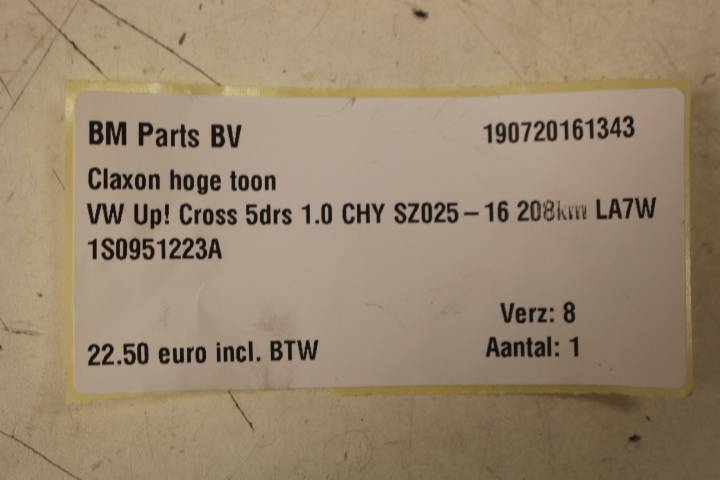 BM Parts BV 190720161343
Claxon hoge toon
VW Up! Cross 5drs 1.0 CHY SZ025-16 208km LA7W
1S0951223A
Verz: 8
22.50 euro incl. BTW Aantal: 1